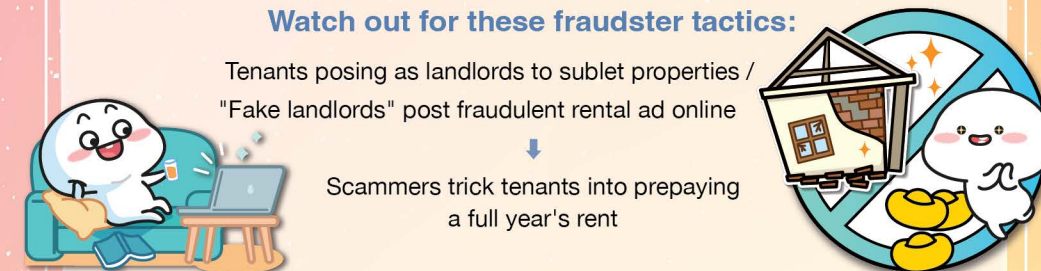 Watch out for these fraudster tactics:
Tenants posing as landlords to sublet properties /
"Fake landlords" post fraudulent rental ad online
Scammers trick tenants into prepaying
a full year's rent